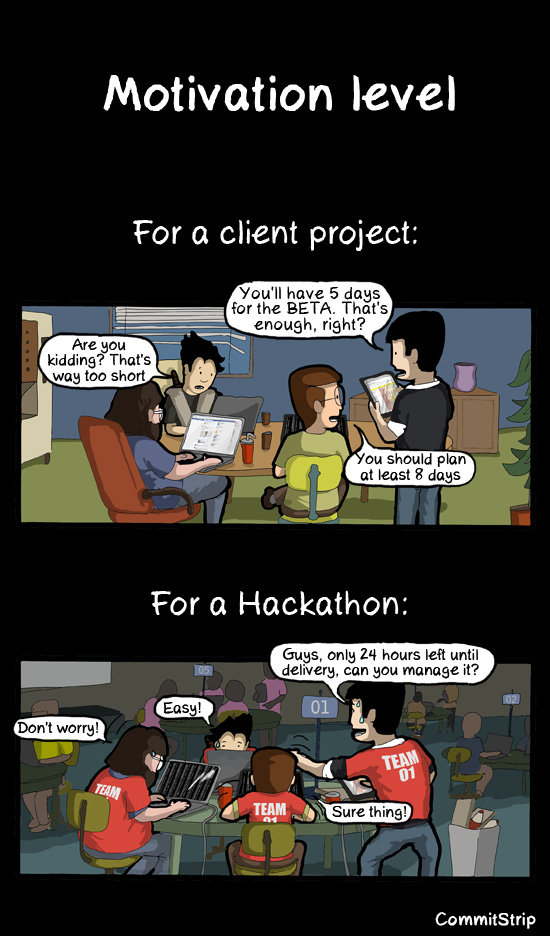 Motivation level
For a client project:
You'll have 5 days
for the BETA. That's
enough, right?
Are you
kidding? That's
way too short
You should plan
at least 8 days
For a Hackathon:
Guys, only 24 hours left until
delivery, can you manage it?
Easy!
Don't worry!
05
01
02
TEAM
01
TEAM
TEAM
01
Sure thing!
CommitStrip